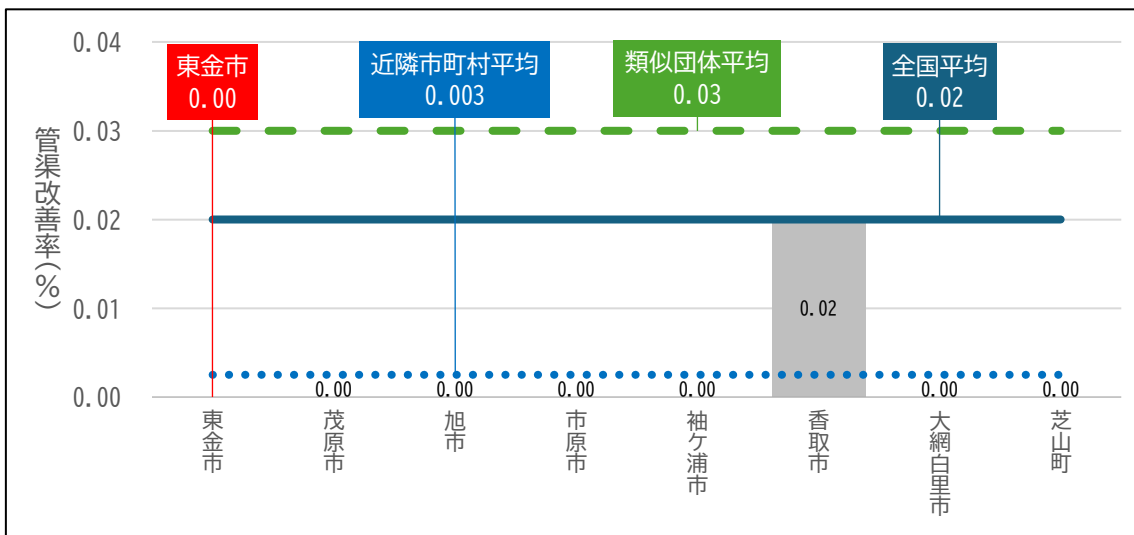 0.04
0.03
0.02
0.01
0.00
管渠改善率(%)
東金市
0.00
近隣市町村平均
0.003
類似団体平均
0.03
全国平均
0.02
0.00
0.00
0.00
0.00
0.02
0.00
0.00
東金市
茂原市
旭市
市原市
袖ケ浦市
香取市
大網白里市
芝山町